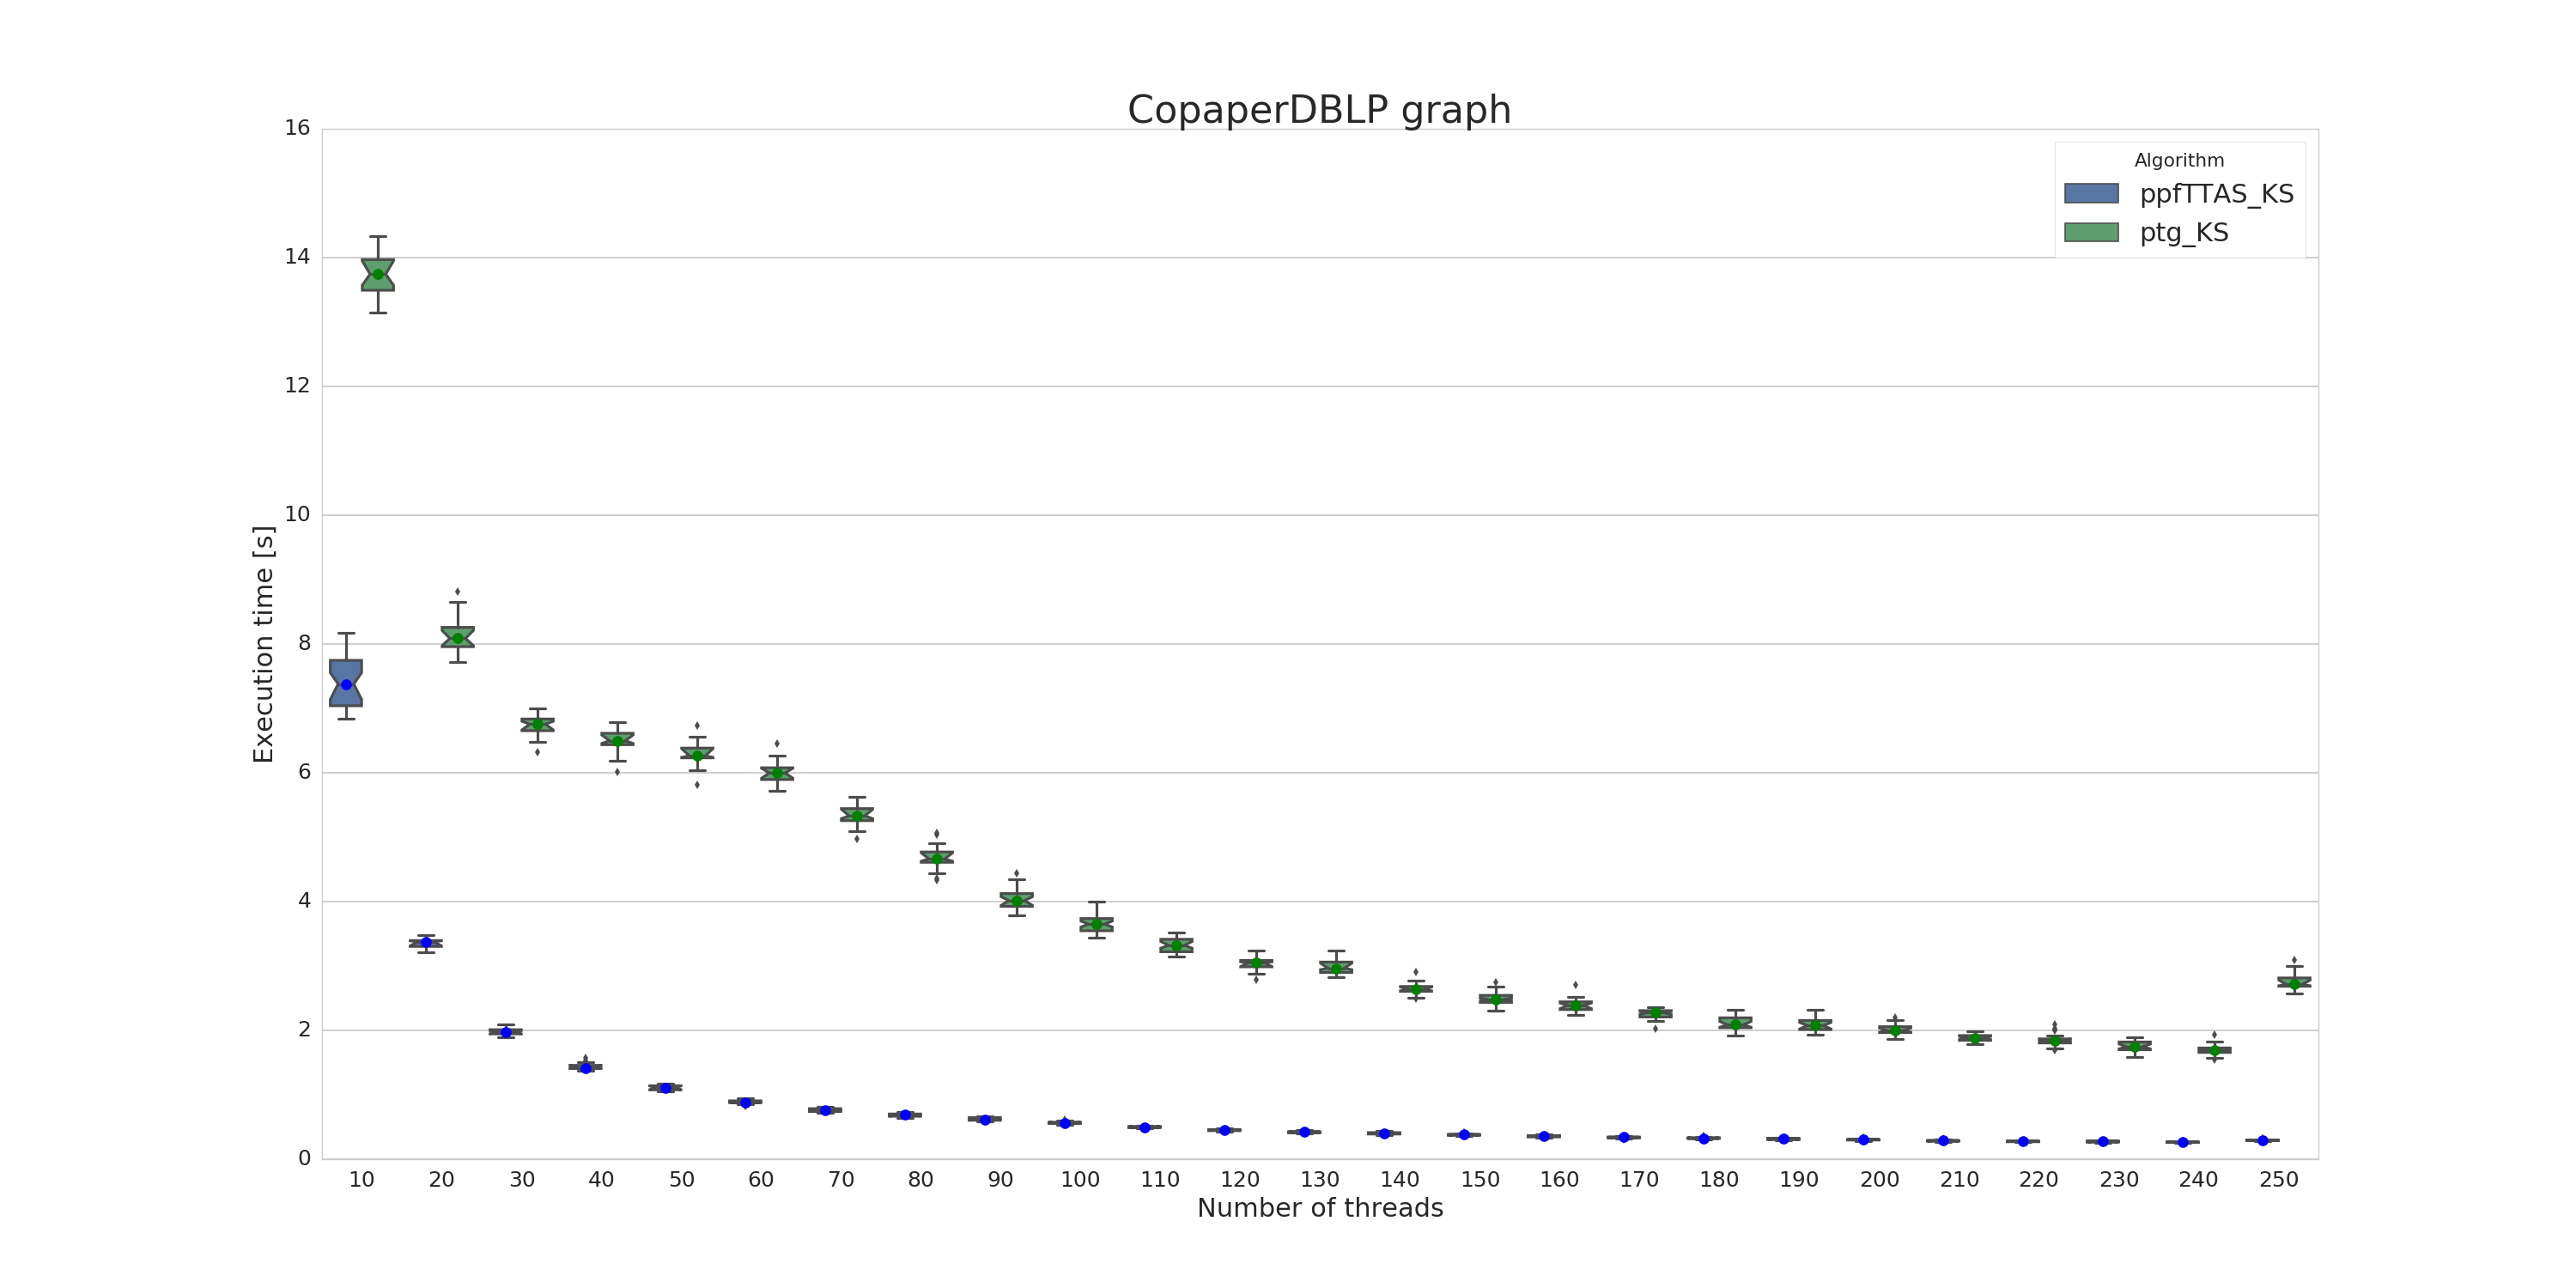 CopaperDBLP graph
Algorithm
ppfTTAS_KS
ptg_KS
Execution time [s]
16
14
12
10
8
6
4
2
0
10 20 30 40 50 60 70 80 90 100 110 120 130 140 150 160 170 180 190 200 210 220 230 240 250
Number of threads